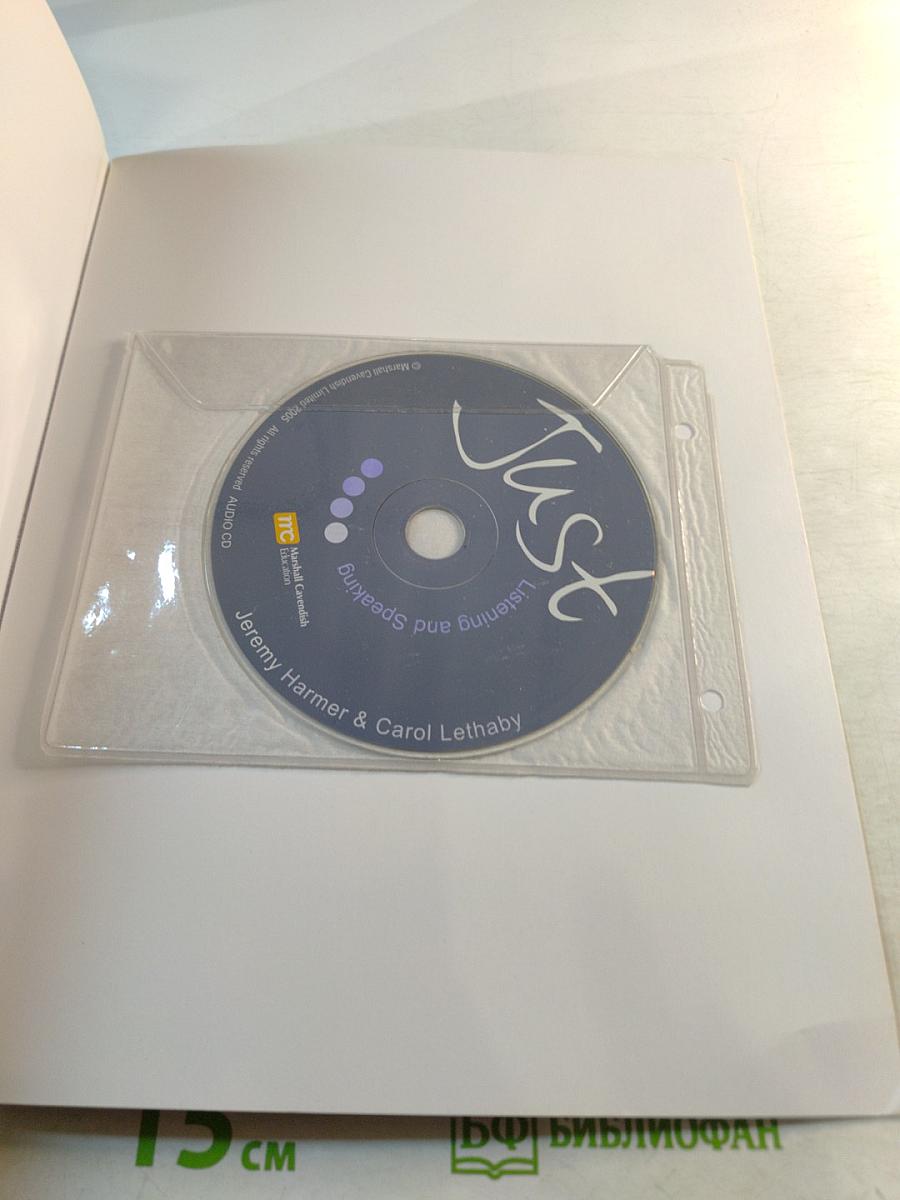 Just
Listening and Speaking
© Marshall Cavendish Limited 2005 All rights reserved AUDIO CD
mc
Marshall Cavendish
Education
Jeremy Harmer & Carol Lethaby
15 см
БФ БИБЛИОФАН